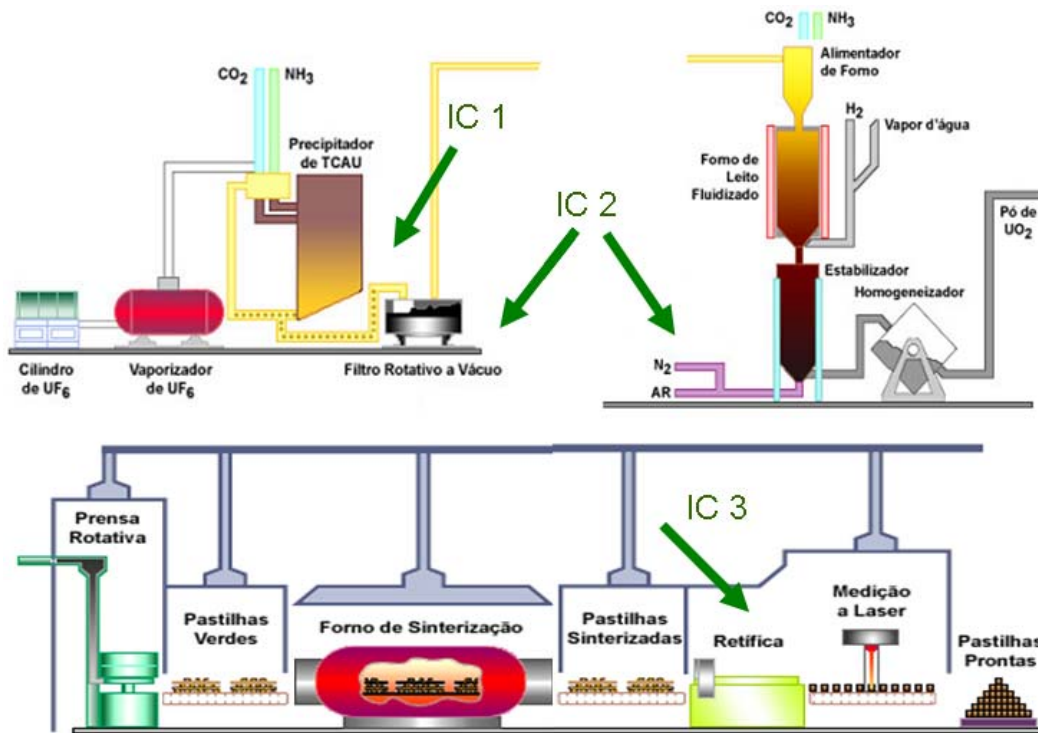 CO2
NH3
IC 1
Precipitador
de TCAU
Cilindro
de UF6
Vaporizador
de UF6
Filtro Rotativo a Vácuo
IC 2
CO2
NH3
Alimentador
de Forno
H2
Vapor d'água
Forno de
Leito
Fluidizado
Pó de
UO2
Estabilizador
Homogeneizador
N2
AR
IC 3
Prensa
Rotativa
Pastilhas
Verdes
Forno de Sinterização
Pastilhas
Sinterizadas
Retífica
Medição
a Laser
Pastilhas
Prontas